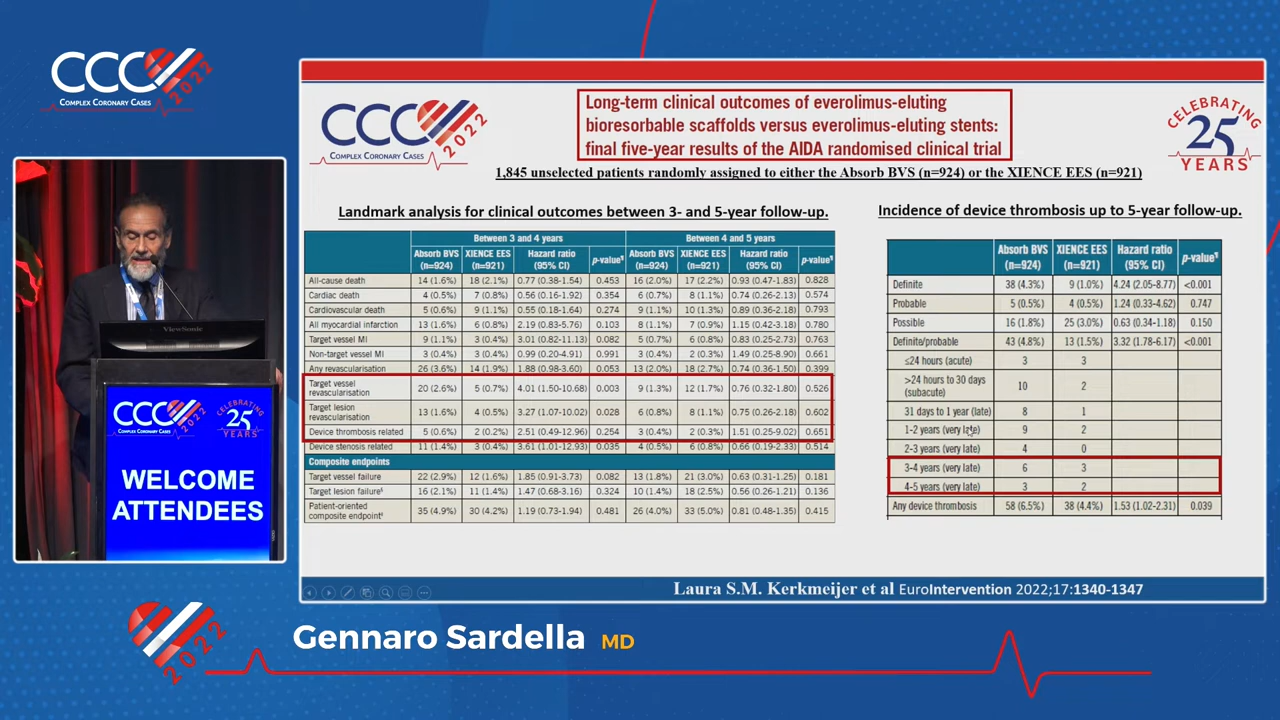 CCC 2022
COMPLEX CORONARY CASES
CCC 2022
COMPLEX CORONARY CASES
Long-term clinical outcomes of everolimus-eluting
bioresorbable scaffolds versus everolimus-eluting stents:
final five-year results of the AIDA randomised clinical trial
CELEBRATING
25
YEARS
1,845 unselected patients randomly assigned to either the Absorb BVS (n=924) or the XIENCE EES (n=921)
Landmark analysis for clinical outcomes between 3- and 5-year follow-up.
Between 3 and 4 years Between 4 and 5 years
Absorb BVS (n=924) XIENCE EES (n=921) Hazard ratio (95% CI) p-value¶ Absorb BVS (n=924) XIENCE EES (n=921) Hazard ratio (95% CI) p-value¶
All-cause death 14 (1.6%) 18 (2.1%) 0.77 (0.38-1.54) 0.453 16 (2.0%) 17 (2.2%) 0.93 (0.47-1.83) 0.828
Cardiac death 4 (0.5%) 7 (0.8%) 0.56 (0.16-1.92) 0.354 6 (0.7%) 8 (1.1%) 0.74 (0.26-2.13) 0.574
Cardiovascular death 5 (0.6%) 9 (1.1%) 0.55 (0.18-1.64) 0.274 9 (1.1%) 10 (1.3%) 0.89 (0.36-2.18) 0.793
All myocardial infarction 13 (1.6%) 6 (0.8%) 2.19 (0.83-5.76) 0.103 8 (1.1%) 7 (0.9%) 1.15 (0.42-3.18) 0.780
Target vessel MI 9 (1.1%) 3 (0.4%) 3.01 (0.82-11.13) 0.082 5 (0.7%) 6 (0.8%) 0.83 (0.25-2.73) 0.763
Non-target vessel MI 3 (0.4%) 3 (0.4%) 0.99 (0.20-4.91) 0.991 3 (0.4%) 2 (0.3%) 1.49 (0.25-8.90) 0.661
Any revascularisation 26 (3.6%) 14 (1.9%) 1.88 (0.98-3.60) 0.053 13 (2.0%) 18 (2.7%) 0.74 (0.36-1.50) 0.399
Target vessel revascularisation 20 (2.6%) 5 (0.7%) 4.01 (1.50-10.68) 0.003 9 (1.3%) 12 (1.7%) 0.76 (0.32-1.80) 0.526
Target lesion revascularisation 13 (1.6%) 4 (0.5%) 3.27 (1.07-10.02) 0.028 6 (0.8%) 8 (1.1%) 0.75 (0.26-2.18) 0.602
Device thrombosis related 5 (0.6%) 2 (0.2%) 2.51 (0.49-12.96) 0.254 3 (0.4%) 2 (0.3%) 1.51 (0.25-9.02) 0.651
Device stenosis related 11 (1.4%) 3 (0.4%) 3.61 (1.01-12.93) 0.035 4 (0.5%) 6 (0.8%) 0.66 (0.19-2.33) 0.514
Composite endpoints
Target vessel failure 22 (2.9%) 12 (1.6%) 1.85 (0.91-3.73) 0.082 13 (1.8%) 21 (3.0%) 0.63 (0.31-1.25) 0.181
Target lesion failure§ 16 (2.1%) 11 (1.4%) 1.47 (0.68-3.16) 0.324 10 (1.4%) 18 (2.5%) 0.56 (0.26-1.21) 0.136
Patient-oriented composite endpoint‡ 35 (4.9%) 30 (4.2%) 1.19 (0.73-1.94) 0.481 26 (4.0%) 33 (5.0%) 0.81 (0.48-1.35) 0.415
Incidence of device thrombosis up to 5-year follow-up.
Absorb BVS (n=924) XIENCE EES (n=921) Hazard ratio (95% CI) p-value¶
Definite 38 (4.3%) 9 (1.0%) 4.24 (2.05-8.77) <0.001
Probable 5 (0.5%) 4 (0.5%) 1.24 (0.33-4.62) 0.747
Possible 16 (1.8%) 25 (3.0%) 0.63 (0.34-1.18) 0.150
Definite/probable 43 (4.8%) 13 (1.5%) 3.32 (1.78-6.17) <0.001
≤24 hours (acute) 3 3
>24 hours to 30 days (subacute) 10 2
31 days to 1 year (late) 8 1
1-2 years (very late) 9 2
2-3 years (very late) 4 0
3-4 years (very late) 6 3
4-5 years (very late) 3 2
Any device thrombosis 58 (6.5%) 38 (4.4%) 1.53 (1.02-2.31) 0.039
Laura S.M. Kerkmeijer et al EuroIntervention 2022;17:1340-1347
ViewSonic
CCC 2022
COMPLEX CORONARY CASES
CELEBRATING
25
YEARS
WELCOME
ATTENDEES
2022
Gennaro Sardella MD